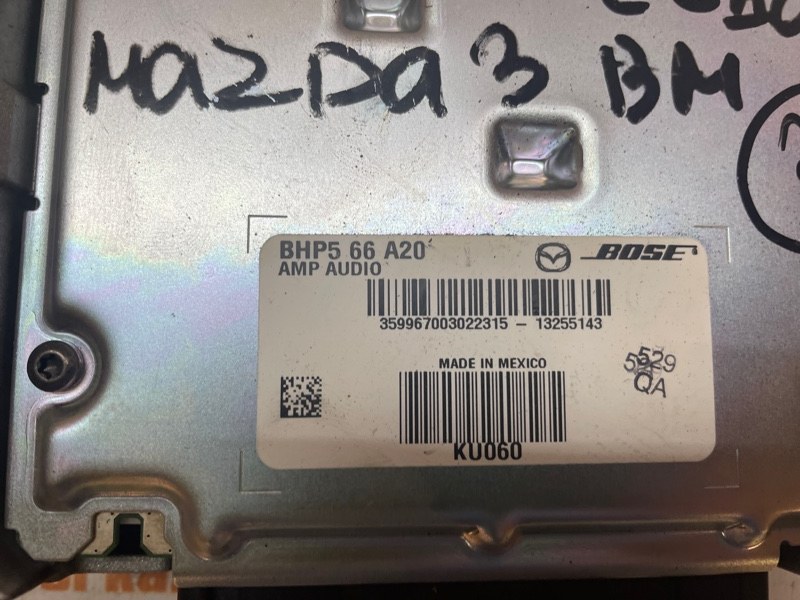 MAZDA 3 BM
BHP5 66 A20
AMP AUDIO
BOSE
359967003022315 - 13255143
MADE IN MEXICO
QA
KU060